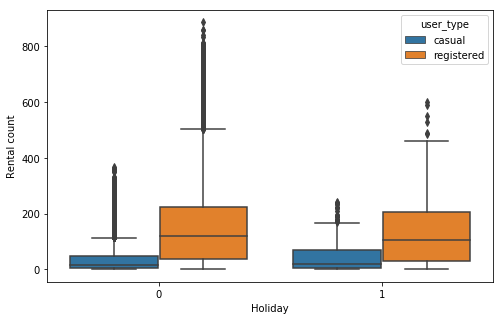 user_type
casual
registered
Rental count
800
600
400
200
0
0
1
Holiday